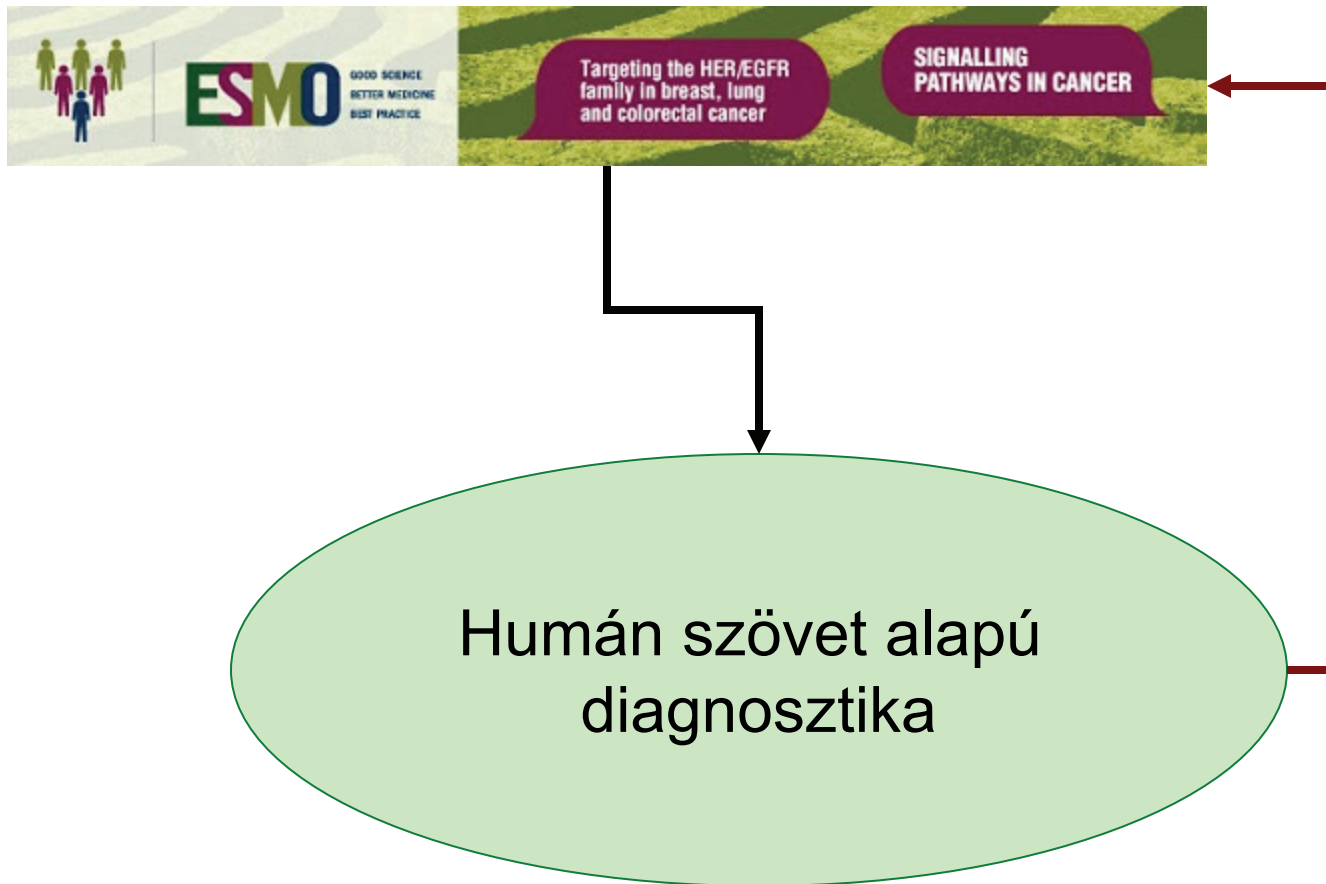 ESMO
GOOD SCIENCE
BETTER MEDICINE
BEST PRACTICE
Targeting the HER/EGFR
family in breast, lung
and colorectal cancer
SIGNALLING
PATHWAYS IN CANCER
Humán szövet alapú
diagnosztika